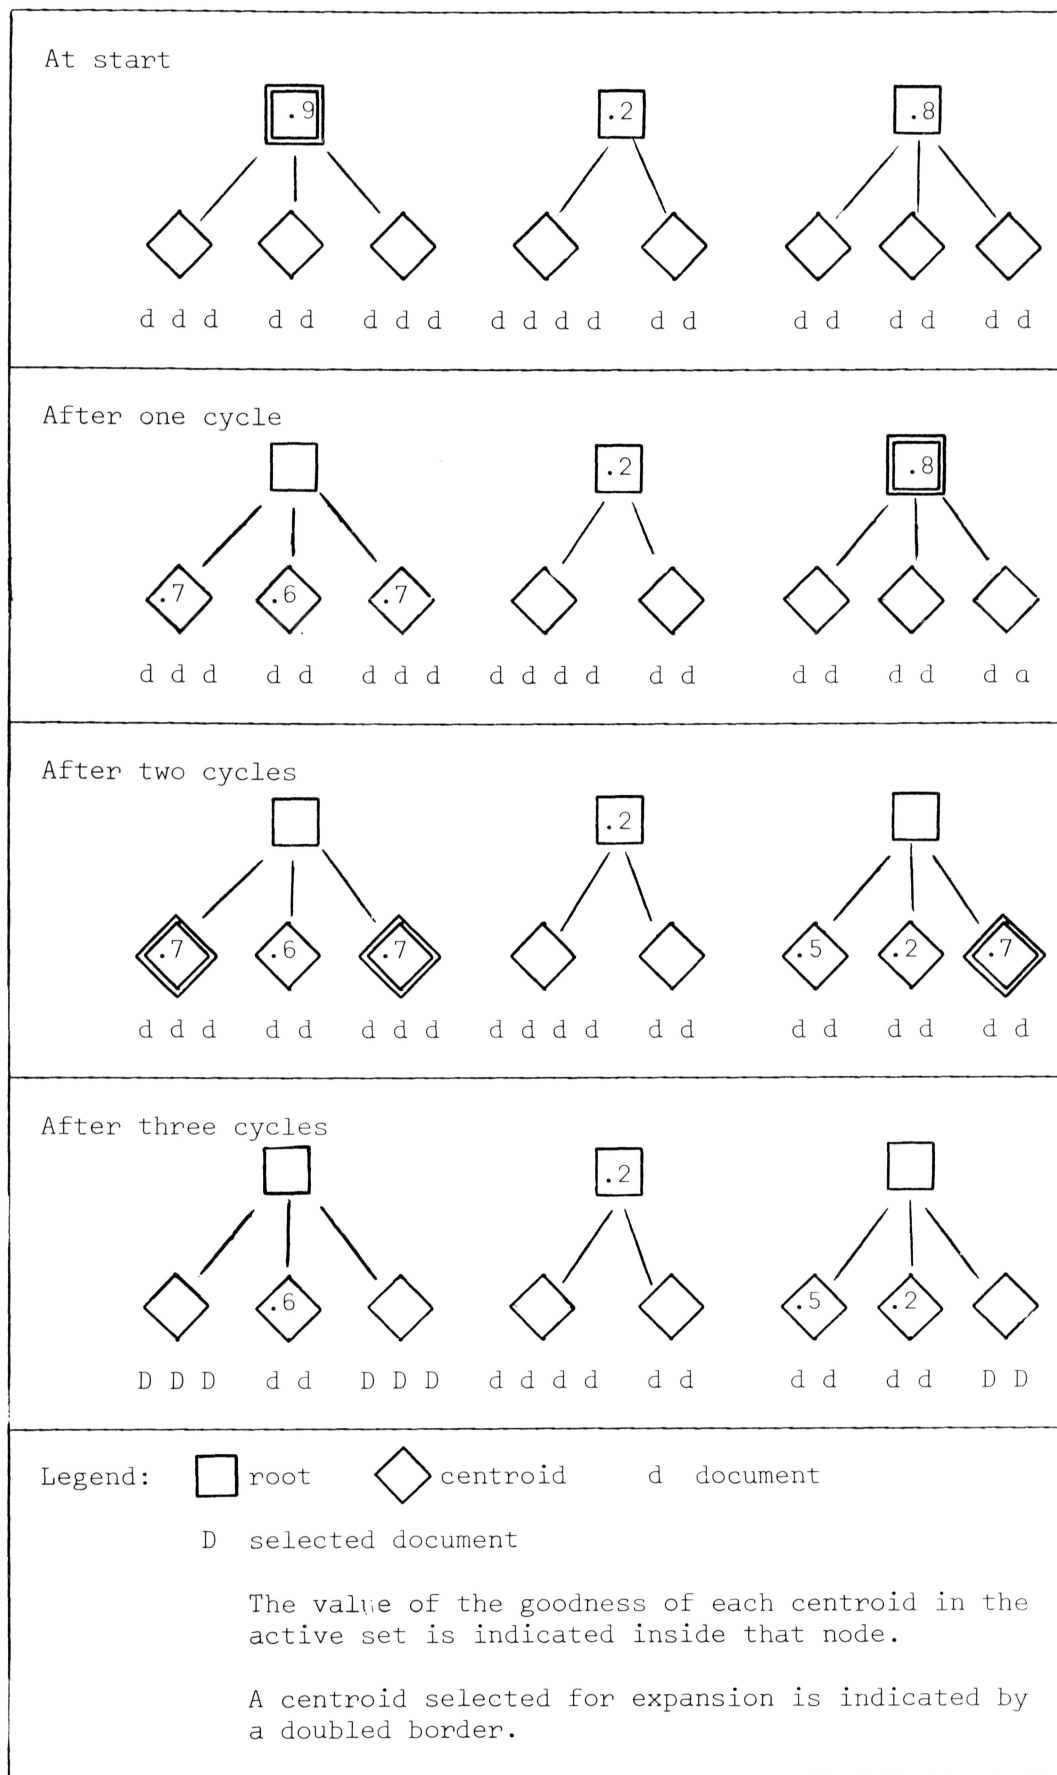 At start
.9 .2 .8
d d d d d d d d d d d d d d d d d d d d
After one cycle
.2 .8
.7 .6 .7
d d d d d d d d d d d d d d d d d d d a
After two cycles
.2
.7 .6 .7 .5 .2 .7
d d d d d d d d d d d d d d d d d d d d
After three cycles
.2
.6 .5 .2
D D D d d D D D d d d d d d d d d d D D
Legend: root centroid d document
D selected document
The value of the goodness of each centroid in the
active set is indicated inside that node.
A centroid selected for expansion is indicated by
a doubled border.